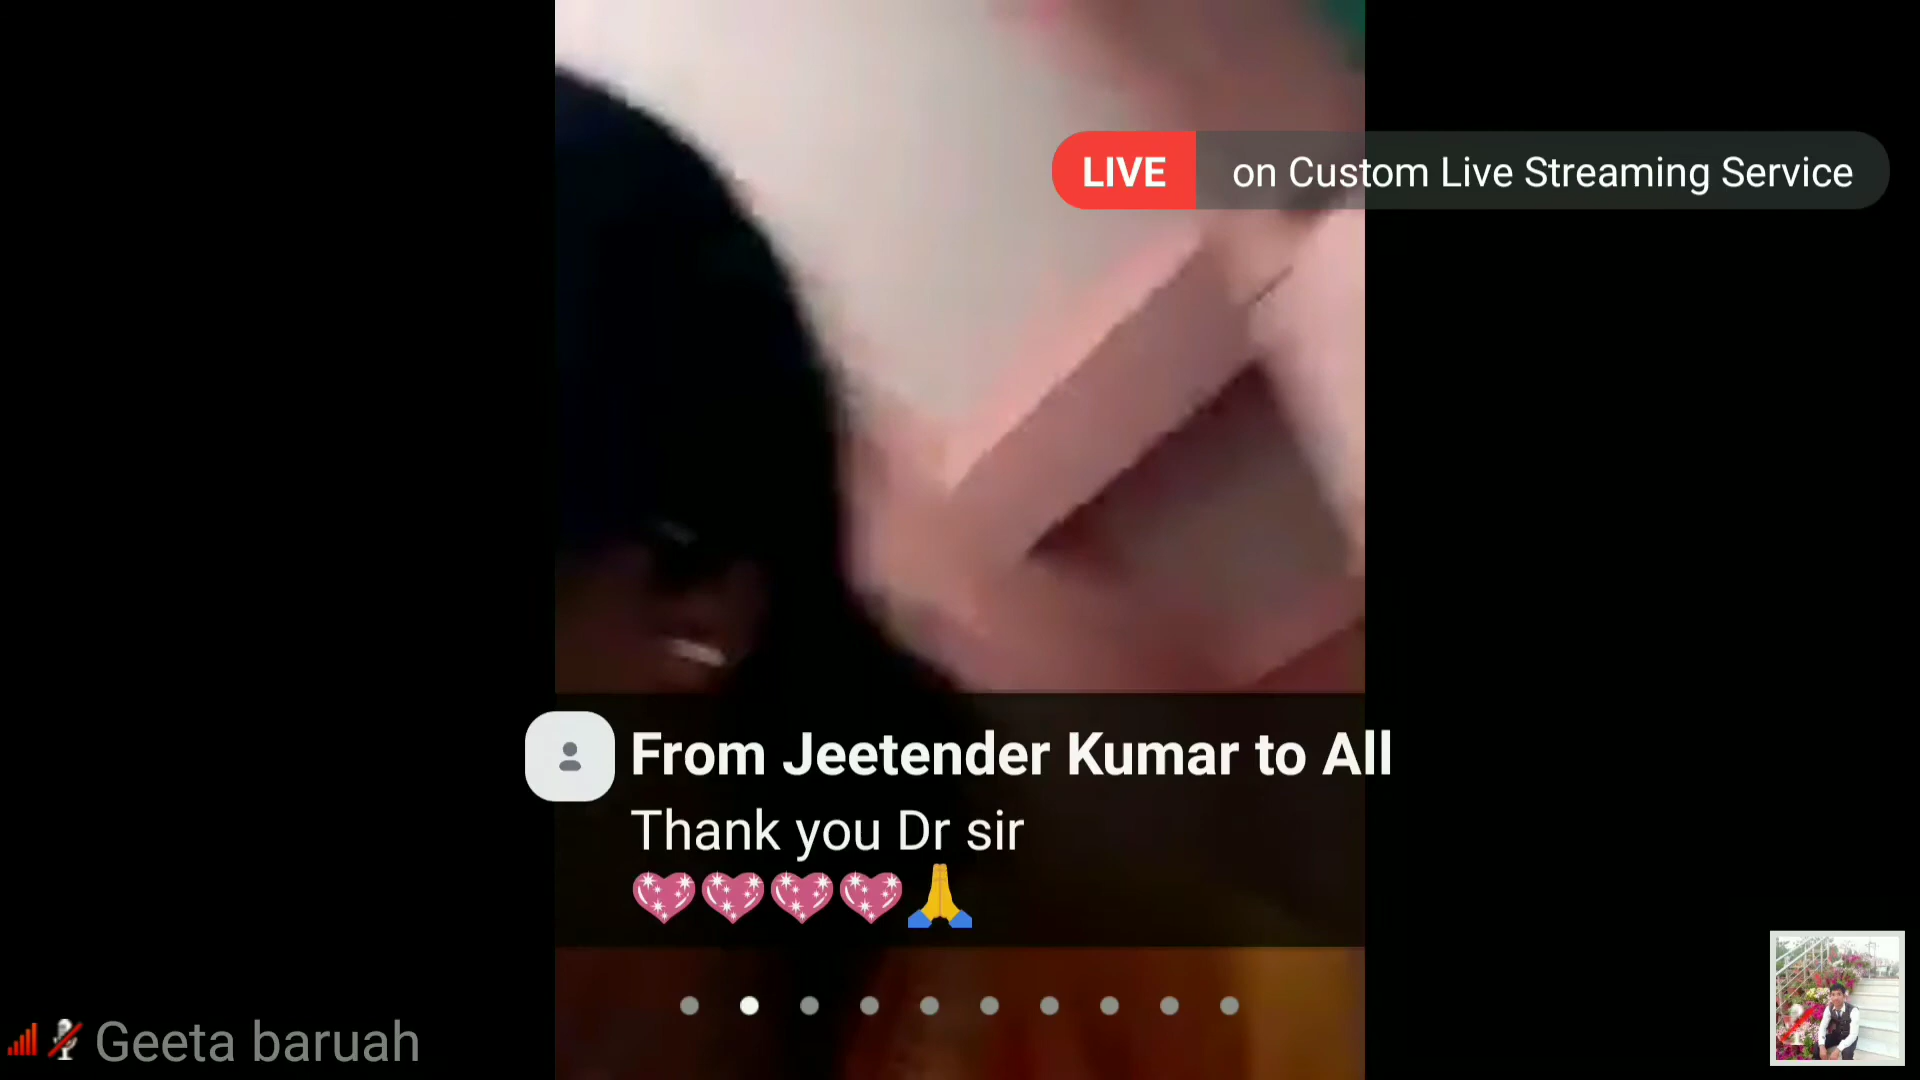 LIVE on Custom Live Streaming Service
From Jeetender Kumar to All
Thank you Dr sir
💖💖💖💖🙏
Geeta baruah